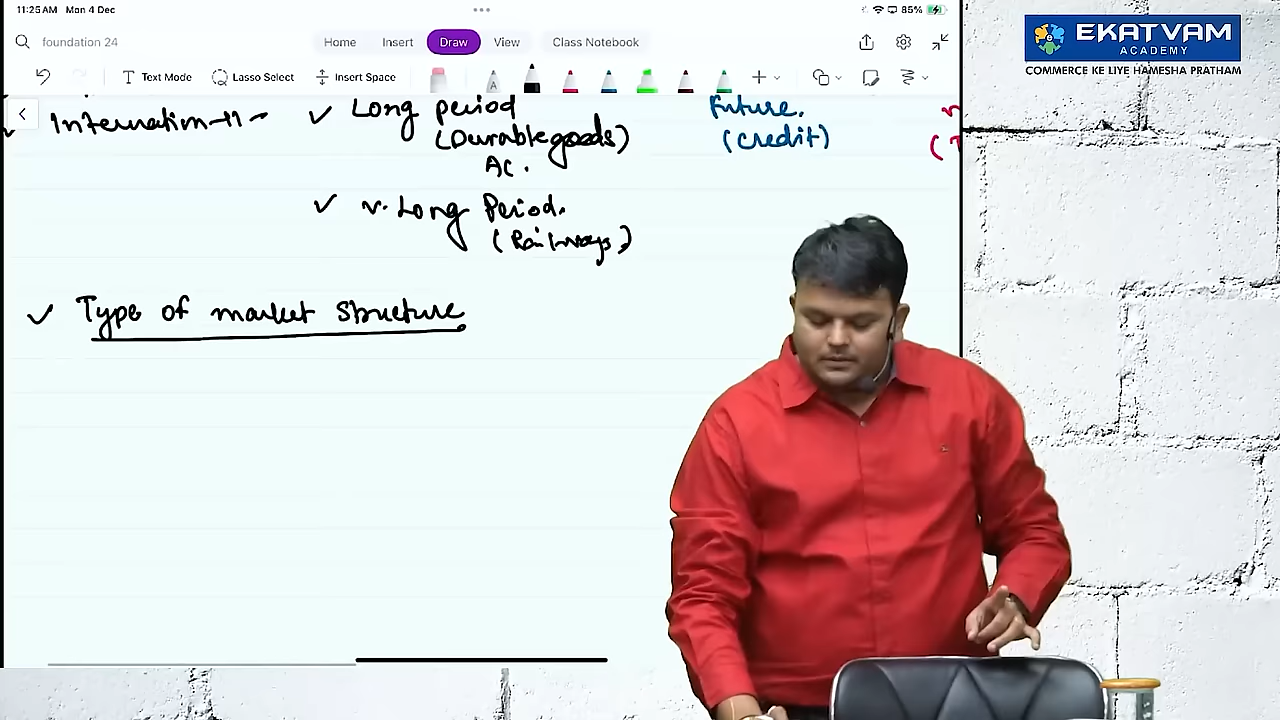 11:25 AM Mon 4 Dec
85%
foundation 24
Home Insert Draw View Class Notebook
Text Mode Lasso Select Insert Space
EKATVAM
ACADEMY
COMMERCE KE LIYE HAMESHA PRATHAM
✓ Long period
(Durable goods)
AC.
✓ v. Long Period.
(Railways)
Future.
(credit)
✓ Type of market structure